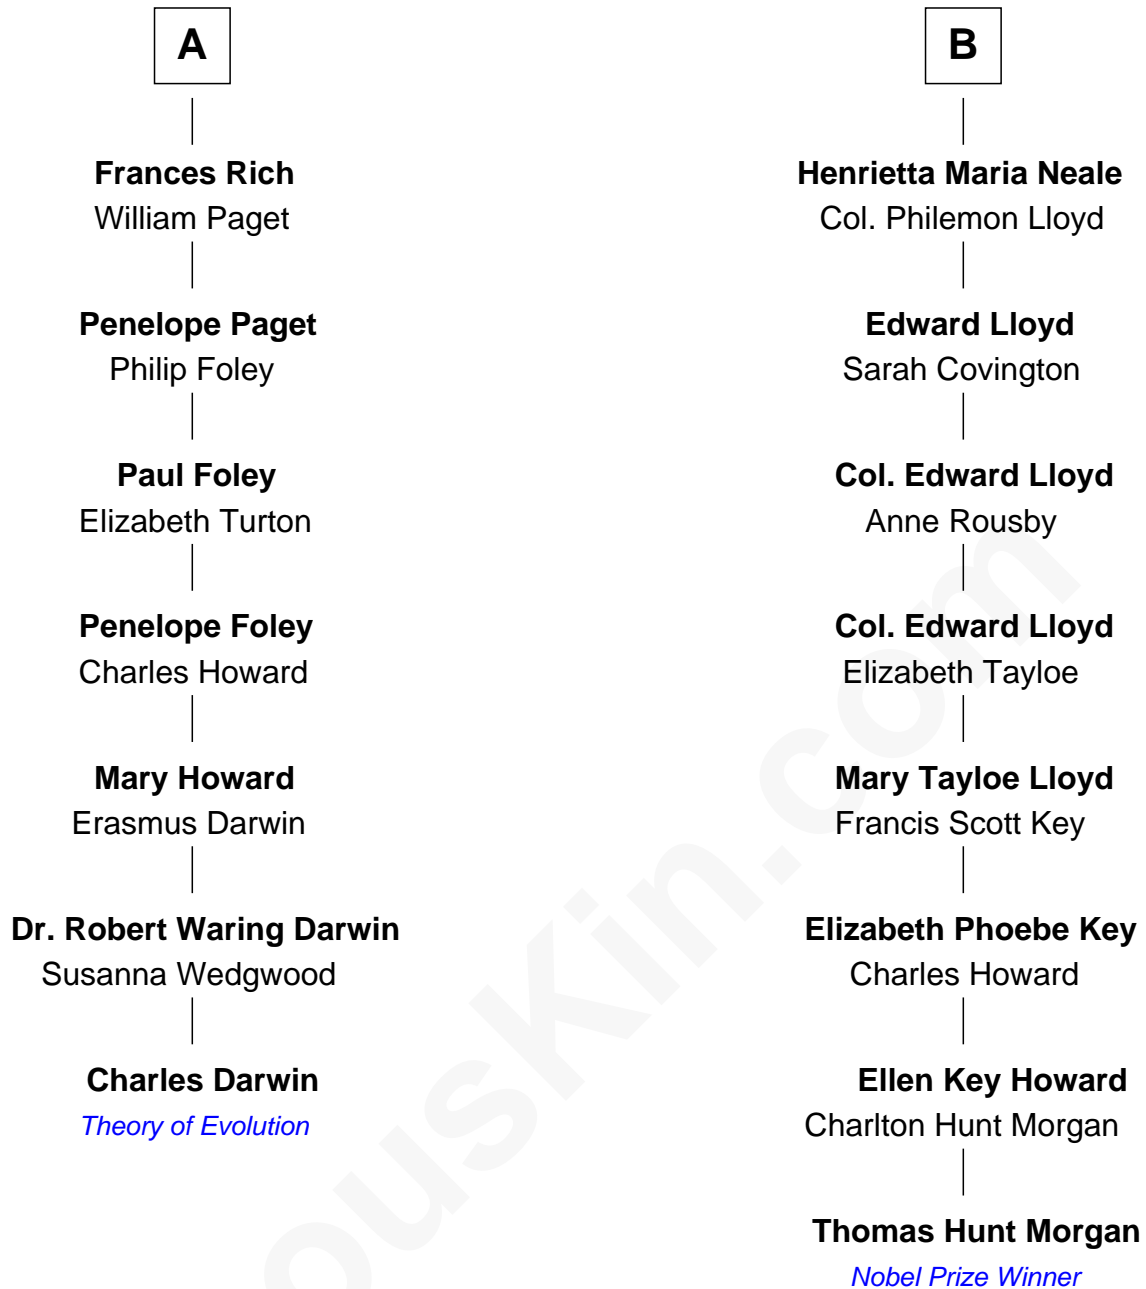 A
Frances Rich
William Paget
Penelope Paget
Philip Foley
Paul Foley
Elizabeth Turton
Penelope Foley
Charles Howard
Mary Howard
Erasmus Darwin
Dr. Robert Waring Darwin
Susanna Wedgwood
Charles Darwin
Theory of Evolution
B
Henrietta Maria Neale
Col. Philemon Lloyd
Edward Lloyd
Sarah Covington
Col. Edward Lloyd
Anne Rousby
Col. Edward Lloyd
Elizabeth Tayloe
Mary Tayloe Lloyd
Francis Scott Key
Elizabeth Phoebe Key
Charles Howard
Ellen Key Howard
Charlton Hunt Morgan
Thomas Hunt Morgan
Nobel Prize Winner
ousKin.com